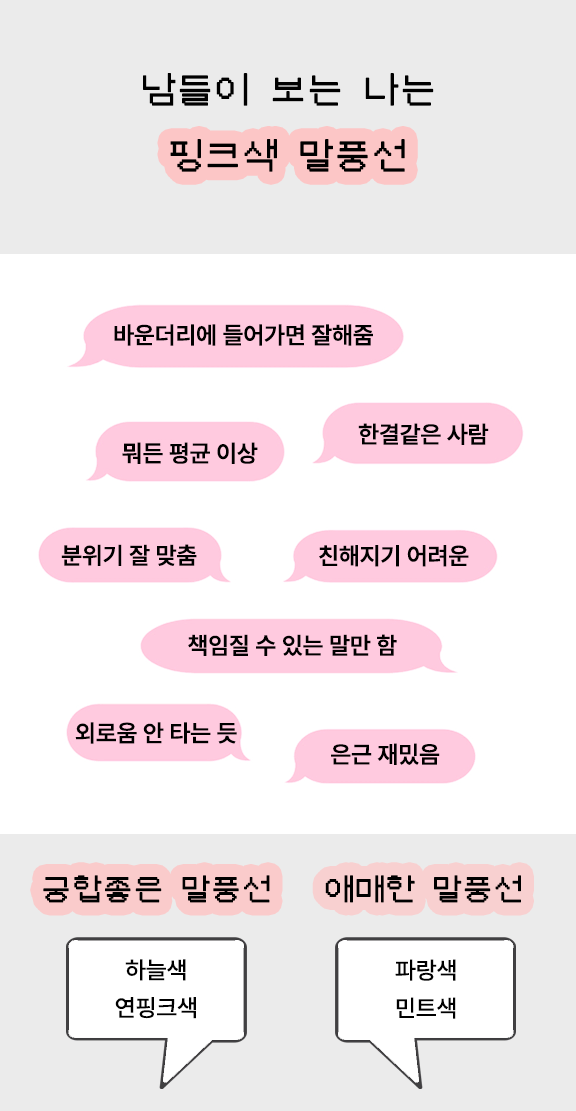 남들이 보는 나는
핑크색 말풍선
바운더리에 들어가면 잘해줌
한결같은 사람
뭐든 평균 이상
분위기 잘 맞춤
친해지기 어려운
책임질 수 있는 말만 함
외로움 안 타는 듯
은근 재밌음
궁합좋은 말풍선
하늘색
연핑크색
애매한 말풍선
파랑색
민트색